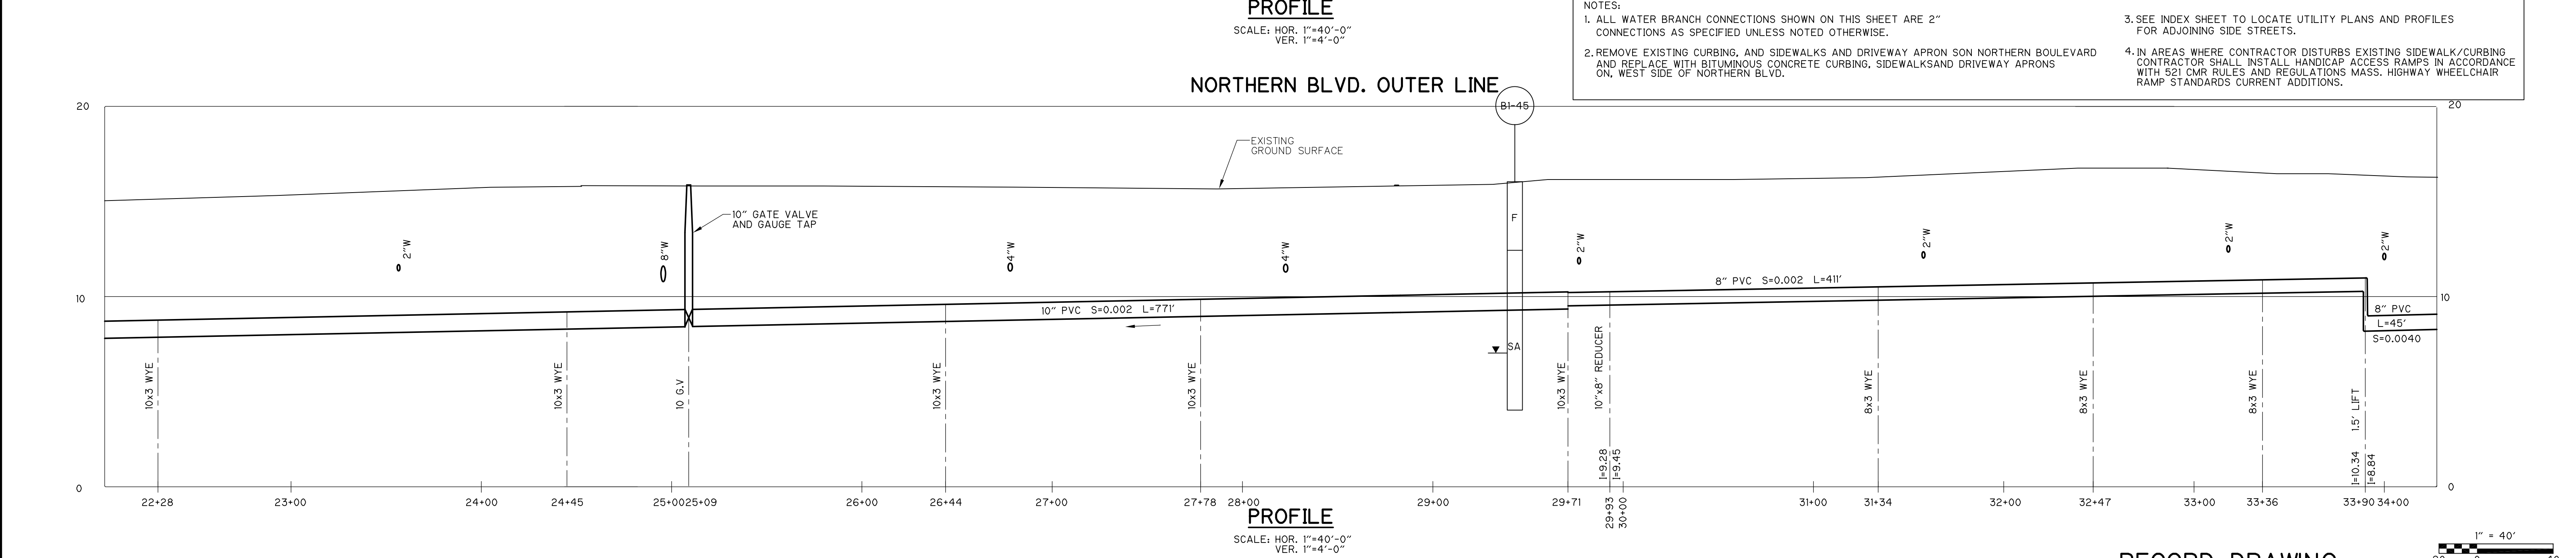 PROFILE
SCALE: HOR. 1"=40'-0"
VER. 1"=4'-0"
NOTES:
1. ALL WATER BRANCH CONNECTIONS SHOWN ON THIS SHEET ARE 2"
CONNECTIONS AS SPECIFIED UNLESS NOTED OTHERWISE.
2. REMOVE EXISTING CURBING, AND SIDEWALKS AND DRIVEWAY APRON SON NORTHERN BOULEVARD
AND REPLACE WITH BITUMINOUS CONCRETE CURBING, SIDEWALKSAND DRIVEWAY APRONS
ON, WEST SIDE OF NORTHERN BLVD.
3. SEE INDEX SHEET TO LOCATE UTILITY PLANS AND PROFILES
FOR ADJOINING SIDE STREETS.
4. IN AREAS WHERE CONTRACTOR DISTURBS EXISTING SIDEWALK/CURBING
CONTRACTOR SHALL INSTALL HANDICAP ACCESS RAMPS IN ACCORDANCE
WITH 521 CMR RULES AND REGULATIONS MASS. HIGHWAY WHEELCHAIR
RAMP STANDARDS CURRENT ADDITIONS.
NORTHERN BLVD. OUTER LINE
B1-45
20
20
EXISTING
GROUND SURFACE
10" GATE VALVE
AND GAUGE TAP
F
2"W
8"W
4"W
4"W
2"W
2"W
2"W
2"W
8" PVC S=0.002 L=411'
10
10
10" PVC S=0.002 L=771'
8" PVC
L=45'
S=0.0040
SA
10x3 WYE
10x3 WYE
10 G.V
10x3 WYE
10x3 WYE
10x3 WYE
10"x8" REDUCER
8x3 WYE
8x3 WYE
8x3 WYE
1.5' LIFT
I=9.28
I=9.45
I=10.34
I=8.84
0
0
22+28
23+00
24+00
24+45
25+00
25+09
26+00
26+44
27+00
27+78
28+00
29+00
29+71
29+93
30+00
31+00
31+34
32+00
32+47
33+00
33+36
33+90
34+00
PROFILE
SCALE: HOR. 1"=40'-0"
VER. 1"=4'-0"
1" = 40'
RECORD DRAWING